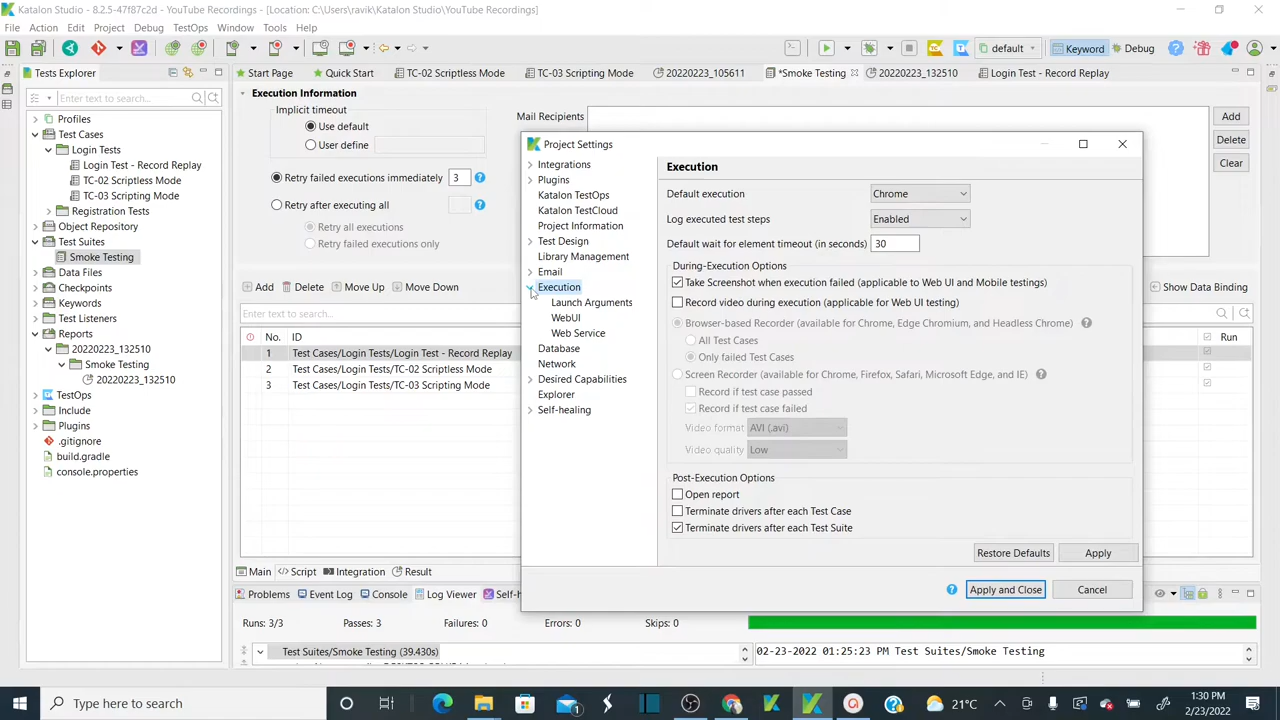 Katalon Studio - 8.2.5-47f87c2d - YouTube Recordings - [Location: C:\Users\ravik\Katalon Studio\YouTube Recordings]
File Action Edit Project Debug TestOps Window Tools Help
default Keyword Debug
Tests Explorer
Start Page Quick Start TC-02 Scriptless Mode TC-03 Scripting Mode 20220223_105611 *Smoke Testing 20220223_132510 Login Test - Record Replay
Enter text to search...
Profiles
Test Cases
Login Tests
Login Test - Record Replay
TC-02 Scriptless Mode
TC-03 Scripting Mode
Registration Tests
Object Repository
Test Suites
Smoke Testing
Data Files
Checkpoints
Keywords
Test Listeners
Reports
20220223_132510
Smoke Testing
20220223_132510
TestOps
Include
Plugins
.gitignore
build.gradle
console.properties
Execution Information
Implicit timeout
Use default
User define
Retry failed executions immediately 3
Retry after executing all
Retry all executions
Retry failed executions only
Mail Recipients
Add
Delete
Clear
Add Delete Move Up Move Down
Show Data Binding
Enter text to search...
No. ID Run
1 Test Cases/Login Tests/Login Test - Record Replay
2 Test Cases/Login Tests/TC-02 Scriptless Mode
3 Test Cases/Login Tests/TC-03 Scripting Mode
Main Script Integration Result
Problems Event Log Console Log Viewer Self-h
Runs: 3/3 Passes: 3 Failures: 0 Errors: 0 Skips: 0
Test Suites/Smoke Testing (39.430s)
02-23-2022 01:25:23 PM Test Suites/Smoke Testing
Project Settings
Integrations
Plugins
Katalon TestOps
Katalon TestCloud
Project Information
Test Design
Library Management
Email
Execution
Launch Arguments
WebUI
Web Service
Database
Network
Desired Capabilities
Explorer
Self-healing
Execution
Default execution Chrome
Log executed test steps Enabled
Default wait for element timeout (in seconds) 30
During-Execution Options
Take Screenshot when execution failed (applicable to Web UI and Mobile testings)
Record video during execution (applicable for Web UI testing)
Browser-based Recorder (available for Chrome, Edge Chromium, and Headless Chrome)
All Test Cases
Only failed Test Cases
Screen Recorder (available for Chrome, Firefox, Safari, Microsoft Edge, and IE)
Record if test case passed
Record if test case failed
Video format AVI (.avi)
Video quality Low
Post-Execution Options
Open report
Terminate drivers after each Test Case
Terminate drivers after each Test Suite
Restore Defaults Apply
Apply and Close Cancel
Type here to search
21°C
1:30 PM
2/23/2022